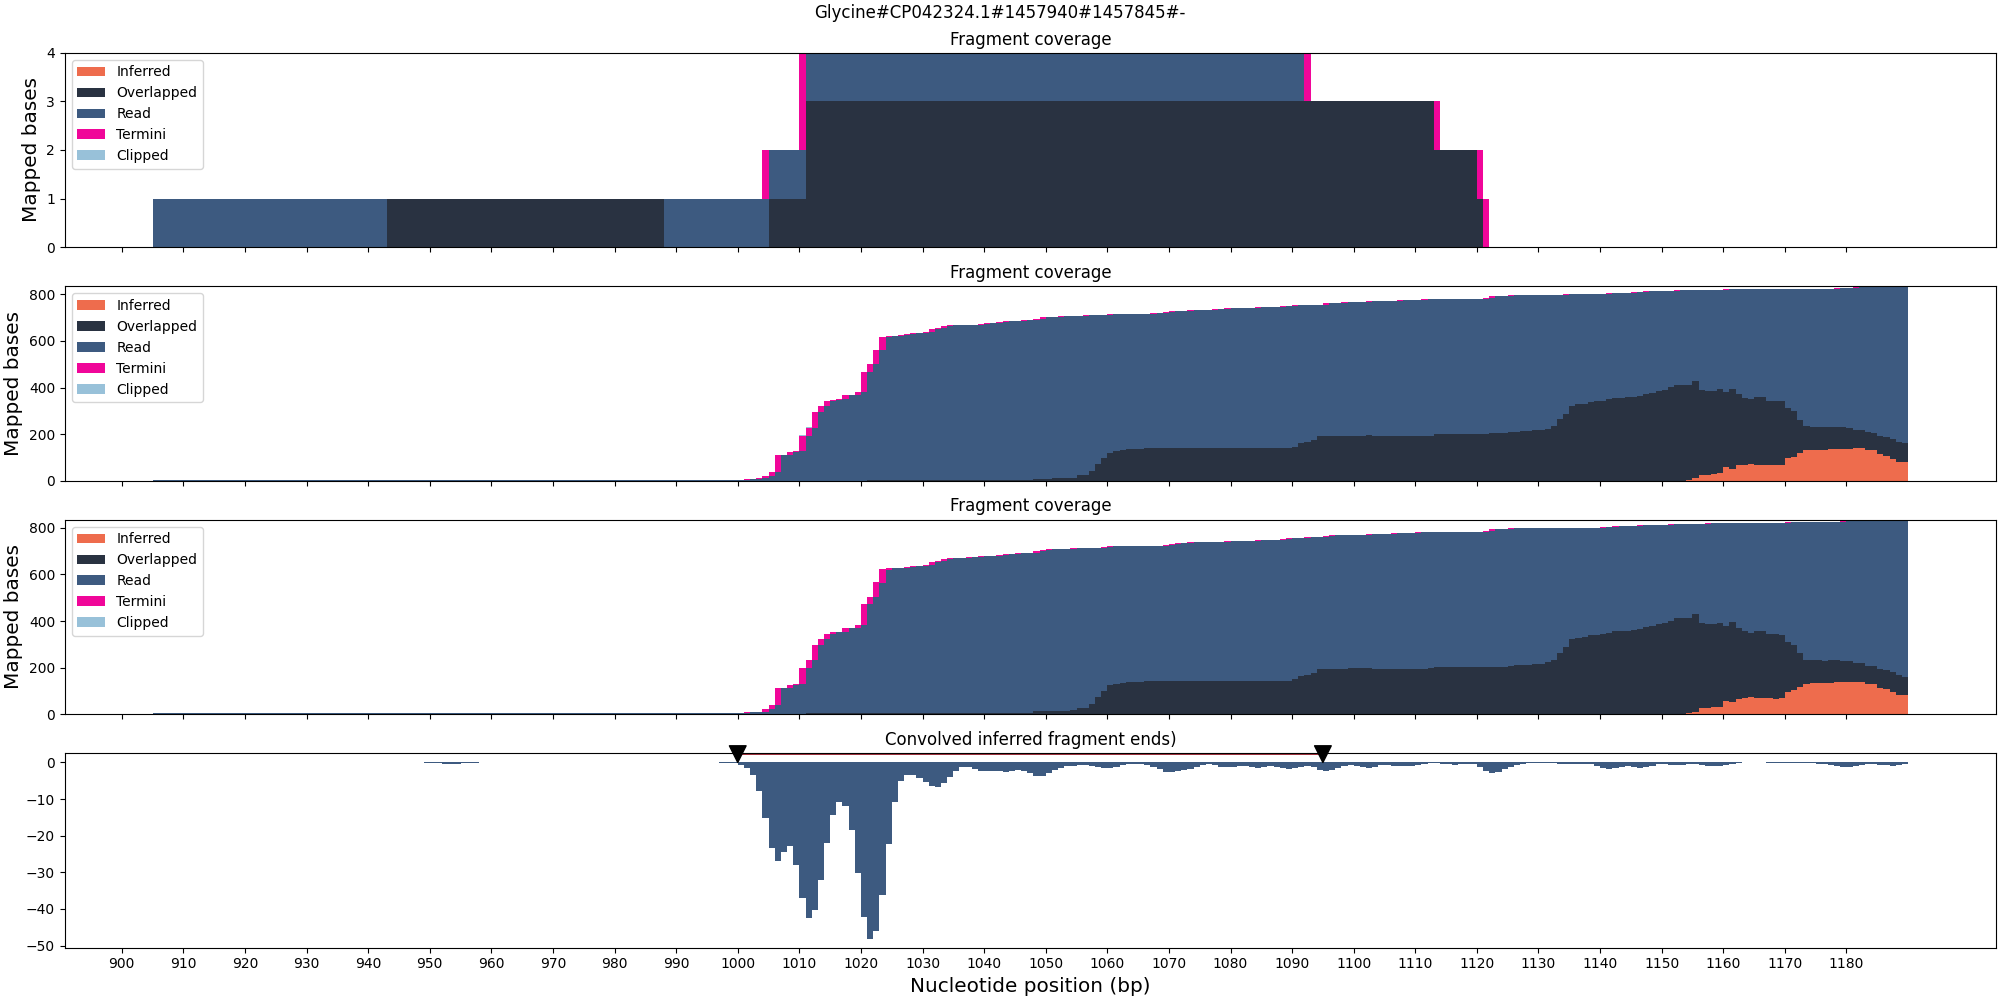 Glycine#CP042324.1#1457940#1457845#-
Fragment coverage
Mapped bases
4
3
2
1
0
Inferred
Overlapped
Read
Termini
Clipped
Fragment coverage
Mapped bases
800
600
400
200
0
Inferred
Overlapped
Read
Termini
Clipped
Fragment coverage
Mapped bases
800
600
400
200
0
Inferred
Overlapped
Read
Termini
Clipped
Convolved inferred fragment ends)
0
−10
−20
−30
−40
−50
900 910 920 930 940 950 960 970 980 990 1000 1010 1020 1030 1040 1050 1060 1070 1080 1090 1100 1110 1120 1130 1140 1150 1160 1170 1180
Nucleotide position (bp)